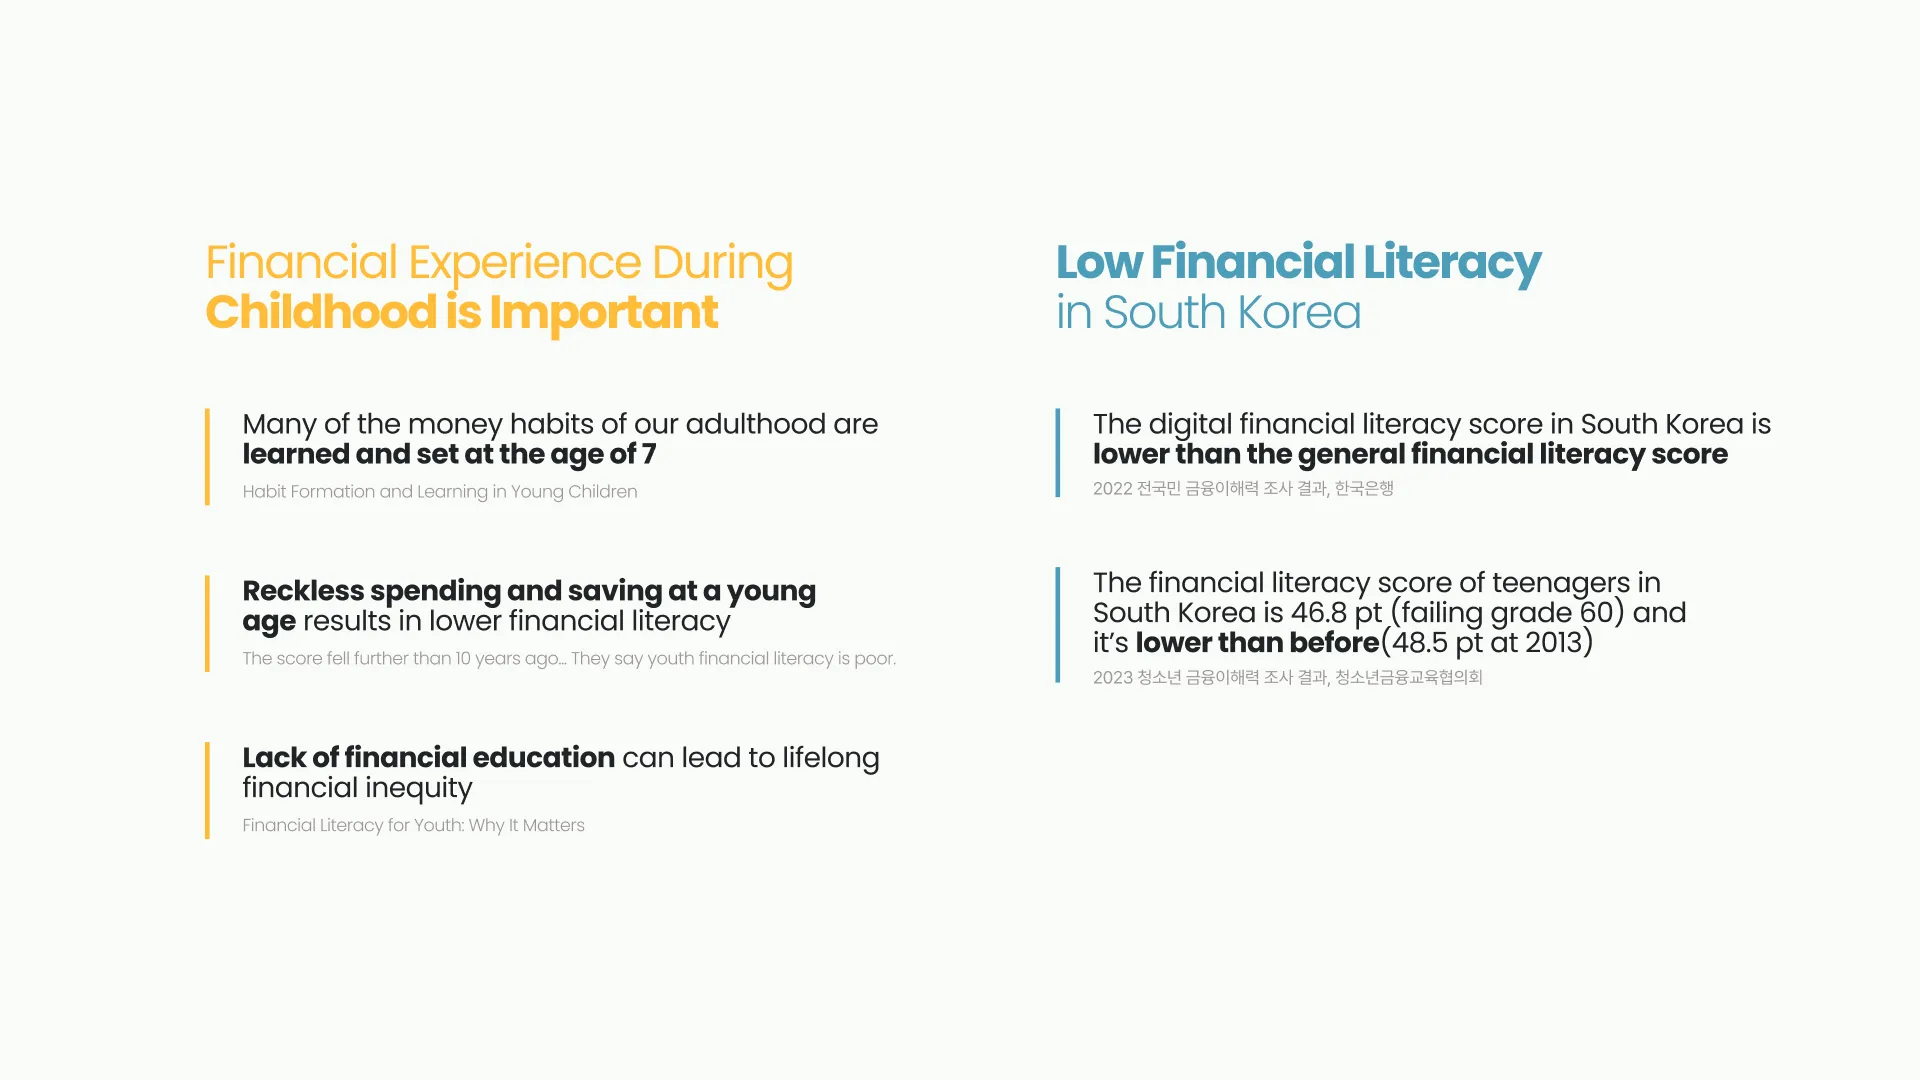 Financial Experience During
Childhood is Important
Many of the money habits of our adulthood are
learned and set at the age of 7
Habit Formation and Learning in Young Children
Reckless spending and saving at a young
age results in lower financial literacy
The score fell further than 10 years ago... They say youth financial literacy is poor.
Lack of financial education can lead to lifelong
financial inequity
Financial Literacy for Youth: Why It Matters
Low Financial Literacy
in South Korea
The digital financial literacy score in South Korea is
lower than the general financial literacy score
2022 전국민 금융이해력 조사 결과, 한국은행
The financial literacy score of teenagers in
South Korea is 46.8 pt (failing grade 60) and
it’s lower than before(48.5 pt at 2013)
2023 청소년 금융이해력 조사 결과, 청소년금융교육협의회